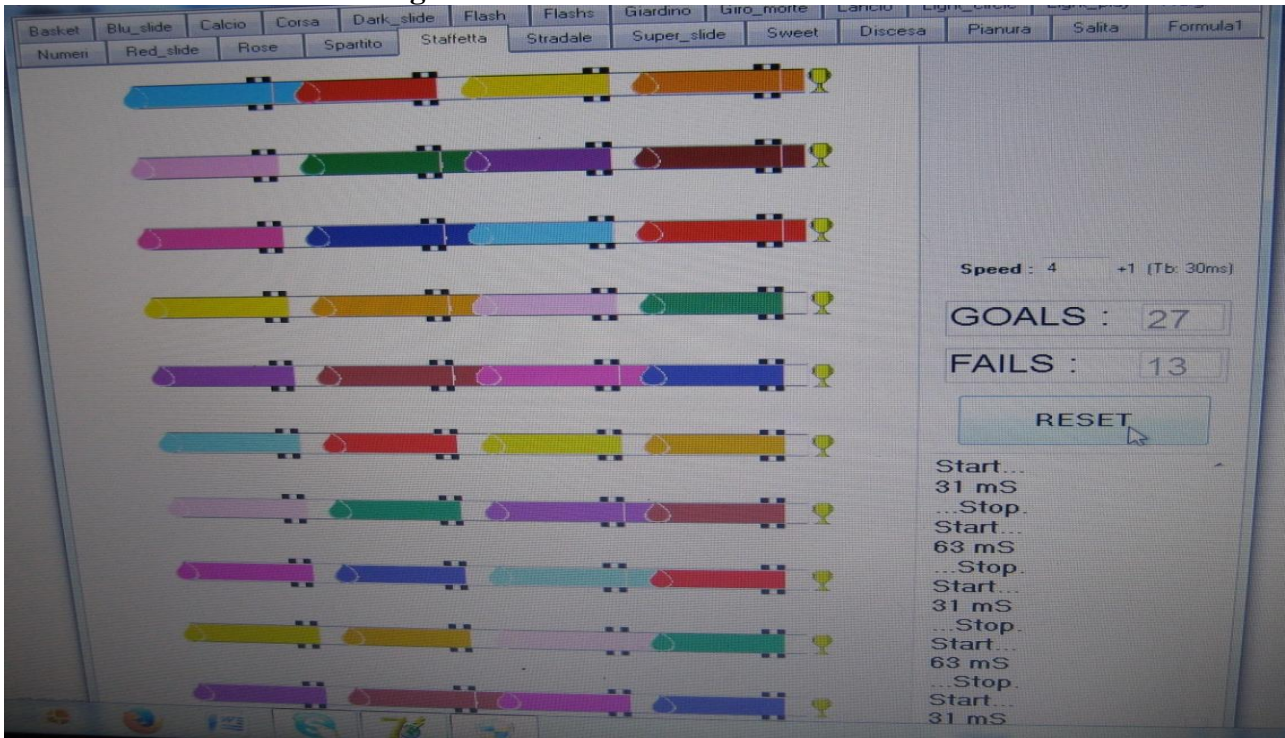 Basket Blu_slide Calcio Corsa Dark_slide Flash Flashs Giardino Giro_morte Lancio
Numeri Red_slide Rose Spartito Staffetta Stradale Super_slide Sweet Discesa Pianura Salita Formula1
Speed : 4 +1 (Tb: 30ms)
GOALS : 27
FAILS : 13
RESET
Start...
31 mS
...Stop.
Start...
63 mS
...Stop.
Start...
31 mS
...Stop.
Start...
63 mS
...Stop.
Start...
31 mS